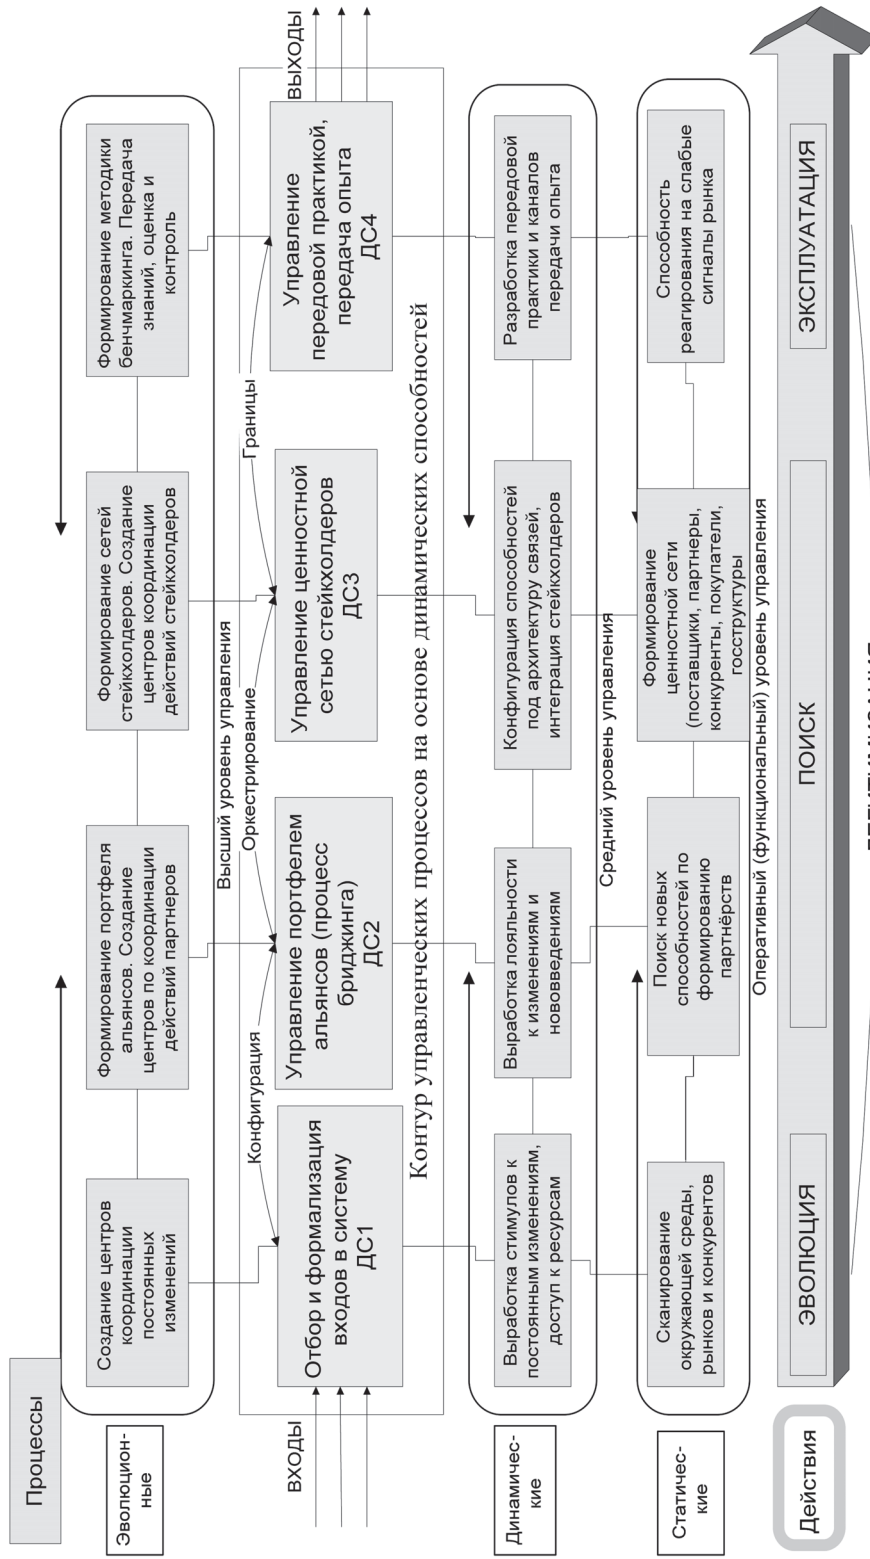 Процессы
Эволюцион-
ные
Создание центров
координации
постоянных
изменений
Формирование портфеля
альянсов. Создание
центров по координации
действий партнеров
Формирование сетей
стейкхолдеров. Создание
центров координации
действий стейкхолдеров
Формирование методики
бенчмаркинга. Передача
знаний, оценка и
контроль
Высший уровень управления
ВХОДЫ
Конфигурация
Оркестрирование
Границы
ВЫХОДЫ
Отбор и формализация
входов в систему
ДС1
Управление портфелем
альянсов (процесс
бриджинга)
ДС2
Управление ценностной
сетью стейкхолдеров
ДС3
Управление
передовой практикой,
передача опыта
ДС4
Контур управленческих процессов на основе динамических способностей
Динамичес-
кие
Выработка стимулов к
постоянным изменениям,
доступ к ресурсам
Выработка лояльности
к изменениям и
нововведениям
Конфигурация способностей
под архитектуру связей,
интеграция стейкхолдеров
Разработка передовой
практики и каналов
передачи опыта
Средний уровень управления
Статичес-
кие
Сканирование
окружающей среды,
рынков и конкурентов
Поиск новых
способностей по
формированию
партнёрств
Формирование
ценностной сети
(поставщики, партнеры,
конкуренты, покупатели,
госструктуры
Способность
реагирования на слабые
сигналы рынка
Оперативный (функциональный) уровень управления
Действия
ЭВОЛЮЦИЯ
ПОИСК
ЭКСПЛУАТАЦИЯ